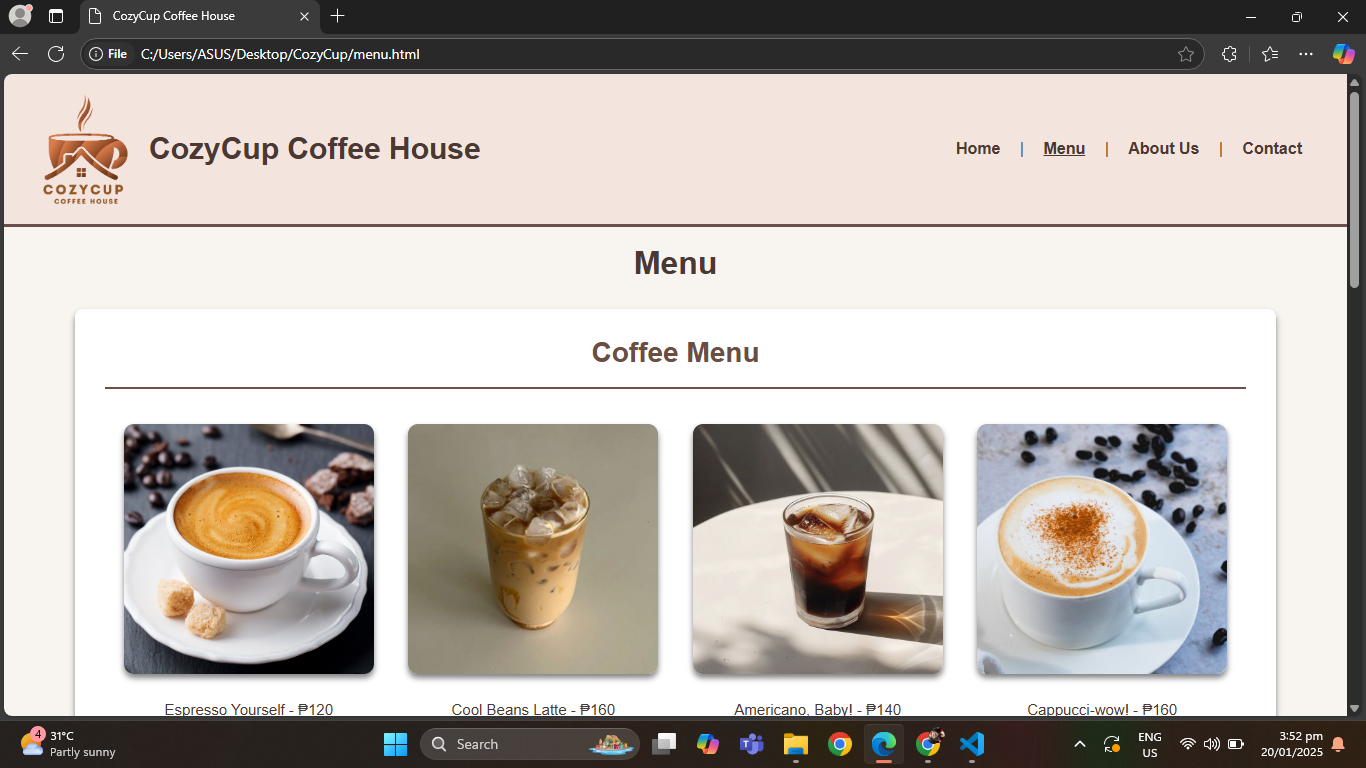 CozyCup Coffee House
File C:/Users/ASUS/Desktop/CozyCup/menu.html
COZYCUP
COFFEE HOUSE
CozyCup Coffee House
Home | Menu | About Us | Contact
Menu
Coffee Menu
Espresso Yourself - ₱120
Cool Beans Latte - ₱160
Americano, Baby! - ₱140
Cappucci-wow! - ₱160
4
31°C
Partly sunny
Search
ENG
US
3:52 pm
20/01/2025